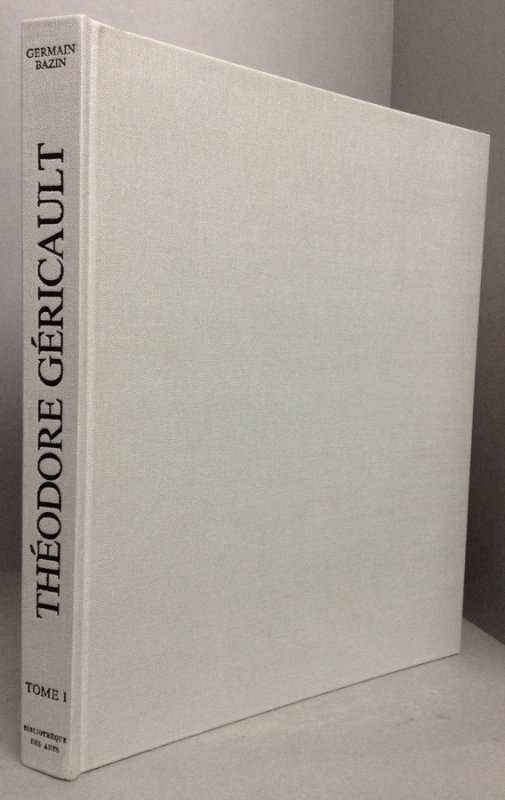 GERMAIN
BAZIN
THÉODORE GÉRICAULT
TOME I
BIBLIOTHÈQUE
DES ARTS